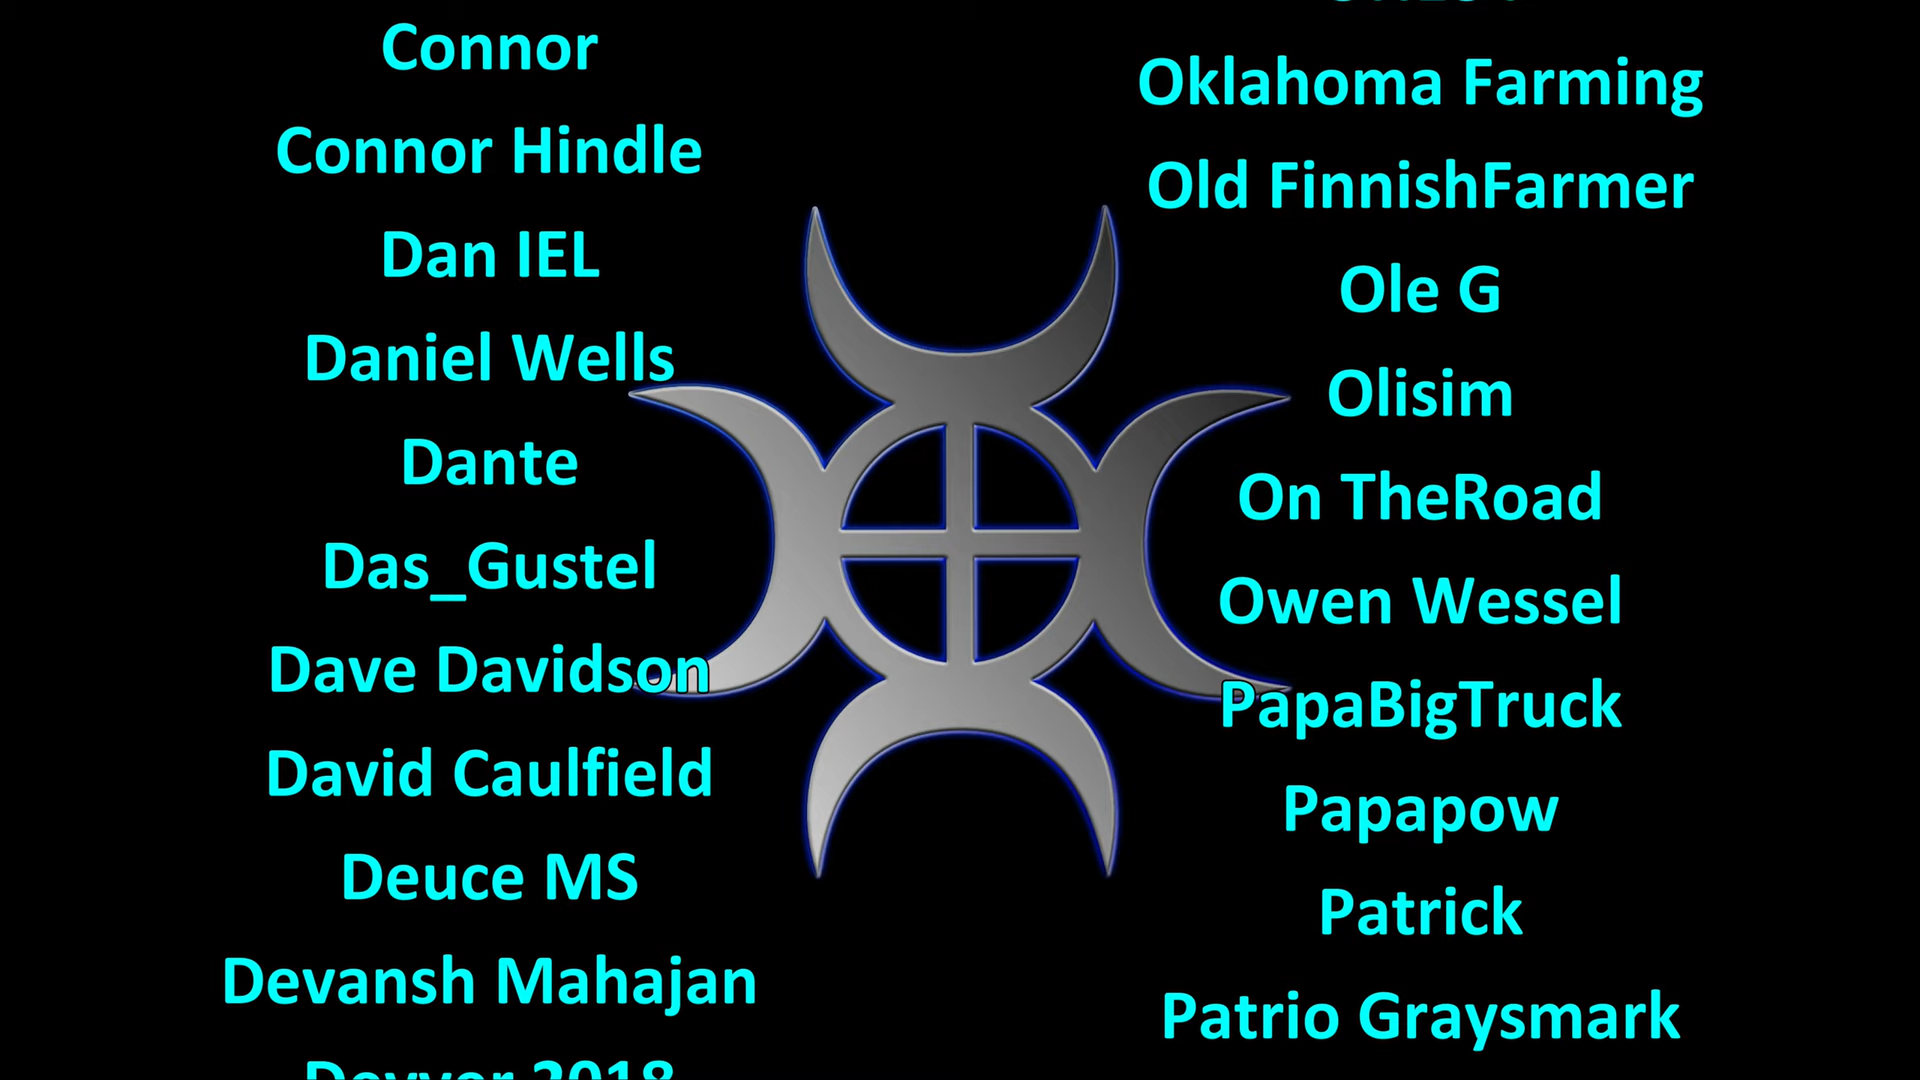 Connor
Connor Hindle
Dan IEL
Daniel Wells
Dante
Das_Gustel
Dave Davidson
David Caulfield
Deuce MS
Devansh Mahajan
Oklahoma Farming
Old FinnishFarmer
Ole G
Olisim
On TheRoad
Owen Wessel
PapaBigTruck
Papapow
Patrick
Patrio Graysmark